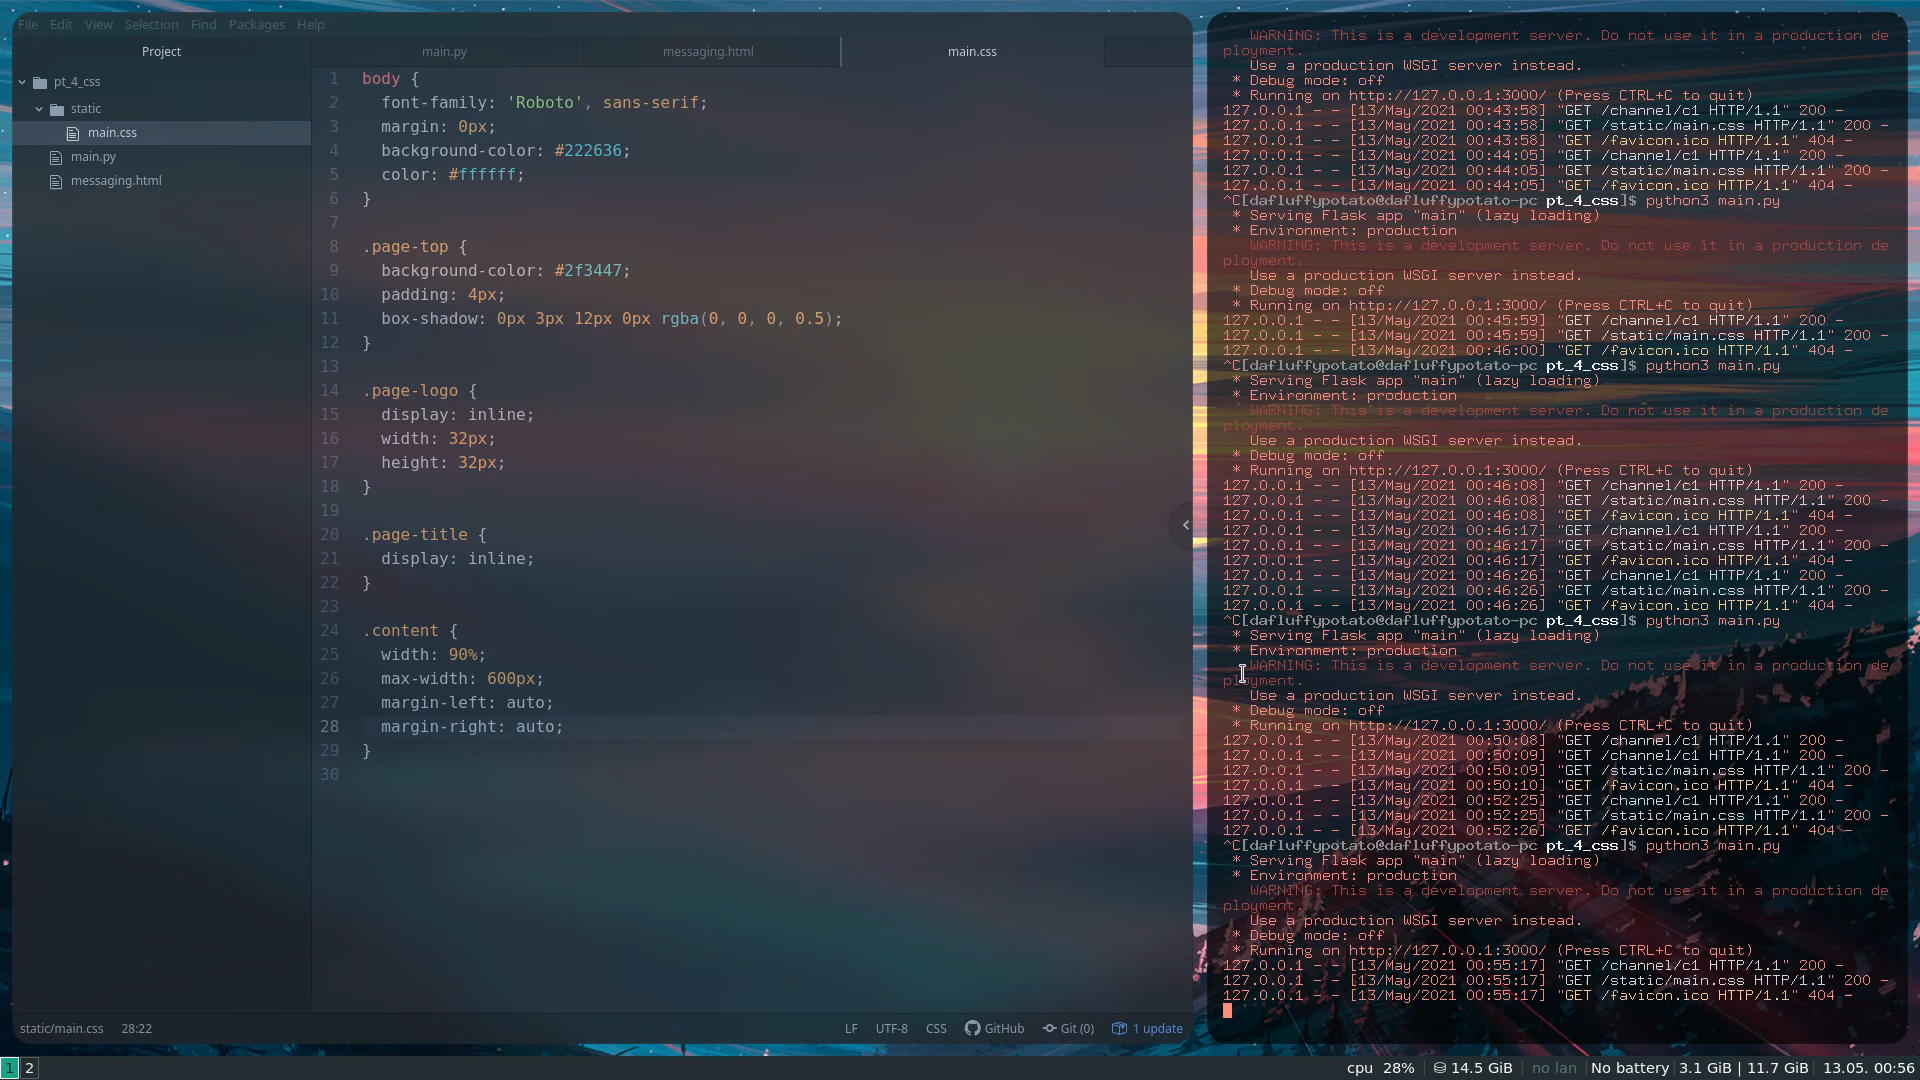 File Edit View Selection Find Packages Help
Project
main.py
messaging.html
main.css
pt_4_css
static
main.css
main.py
messaging.html
1 body {
2 font-family: 'Roboto', sans-serif;
3 margin: 0px;
4 background-color: #222636;
5 color: #ffffff;
6 }
7
8 .page-top {
9 background-color: #2f3447;
10 padding: 4px;
11 box-shadow: 0px 3px 12px 0px rgba(0, 0, 0, 0.5);
12 }
13
14 .page-logo {
15 display: inline;
16 width: 32px;
17 height: 32px;
18 }
19
20 .page-title {
21 display: inline;
22 }
23
24 .content {
25 width: 90%;
26 max-width: 600px;
27 margin-left: auto;
28 margin-right: auto;
29 }
30
static/main.css 28:22
LF UTF-8 CSS GitHub Git (0) 1 update
WARNING: This is a development server. Do not use it in a production de
ployment.
Use a production WSGI server instead.
* Debug mode: off
* Running on http://127.0.0.1:3000/ (Press CTRL+C to quit)
127.0.0.1 - - [13/May/2021 00:43:58] "GET /channel/c1 HTTP/1.1" 200 -
127.0.0.1 - - [13/May/2021 00:43:58] "GET /static/main.css HTTP/1.1" 200 -
127.0.0.1 - - [13/May/2021 00:43:58] "GET /favicon.ico HTTP/1.1" 404 -
127.0.0.1 - - [13/May/2021 00:44:05] "GET /channel/c1 HTTP/1.1" 200 -
127.0.0.1 - - [13/May/2021 00:44:05] "GET /static/main.css HTTP/1.1" 200 -
127.0.0.1 - - [13/May/2021 00:44:05] "GET /favicon.ico HTTP/1.1" 404 -
^C[dafluffypotato@dafluffypotato-pc pt_4_css]$ python3 main.py
* Serving Flask app "main" (lazy loading)
* Environment: production
WARNING: This is a development server. Do not use it in a production de
ployment.
Use a production WSGI server instead.
* Debug mode: off
* Running on http://127.0.0.1:3000/ (Press CTRL+C to quit)
127.0.0.1 - - [13/May/2021 00:45:59] "GET /channel/c1 HTTP/1.1" 200 -
127.0.0.1 - - [13/May/2021 00:45:59] "GET /static/main.css HTTP/1.1" 200 -
127.0.0.1 - - [13/May/2021 00:46:00] "GET /favicon.ico HTTP/1.1" 404 -
^C[dafluffypotato@dafluffypotato-pc pt_4_css]$ python3 main.py
* Serving Flask app "main" (lazy loading)
* Environment: production
WARNING: This is a development server. Do not use it in a production de
ployment.
Use a production WSGI server instead.
* Debug mode: off
* Running on http://127.0.0.1:3000/ (Press CTRL+C to quit)
127.0.0.1 - - [13/May/2021 00:46:08] "GET /channel/c1 HTTP/1.1" 200 -
127.0.0.1 - - [13/May/2021 00:46:08] "GET /static/main.css HTTP/1.1" 200 -
127.0.0.1 - - [13/May/2021 00:46:08] "GET /favicon.ico HTTP/1.1" 404 -
127.0.0.1 - - [13/May/2021 00:46:17] "GET /channel/c1 HTTP/1.1" 200 -
127.0.0.1 - - [13/May/2021 00:46:17] "GET /static/main.css HTTP/1.1" 200 -
127.0.0.1 - - [13/May/2021 00:46:17] "GET /favicon.ico HTTP/1.1" 404 -
127.0.0.1 - - [13/May/2021 00:46:26] "GET /channel/c1 HTTP/1.1" 200 -
127.0.0.1 - - [13/May/2021 00:46:26] "GET /static/main.css HTTP/1.1" 200 -
127.0.0.1 - - [13/May/2021 00:46:26] "GET /favicon.ico HTTP/1.1" 404 -
^C[dafluffypotato@dafluffypotato-pc pt_4_css]$ python3 main.py
* Serving Flask app "main" (lazy loading)
* Environment: production
WARNING: This is a development server. Do not use it in a production de
ployment.
Use a production WSGI server instead.
* Debug mode: off
* Running on http://127.0.0.1:3000/ (Press CTRL+C to quit)
127.0.0.1 - - [13/May/2021 00:50:08] "GET /channel/c1 HTTP/1.1" 200 -
127.0.0.1 - - [13/May/2021 00:50:09] "GET /channel/c1 HTTP/1.1" 200 -
127.0.0.1 - - [13/May/2021 00:50:09] "GET /static/main.css HTTP/1.1" 200 -
127.0.0.1 - - [13/May/2021 00:50:10] "GET /favicon.ico HTTP/1.1" 404 -
127.0.0.1 - - [13/May/2021 00:52:25] "GET /channel/c1 HTTP/1.1" 200 -
127.0.0.1 - - [13/May/2021 00:52:25] "GET /static/main.css HTTP/1.1" 200 -
127.0.0.1 - - [13/May/2021 00:52:26] "GET /favicon.ico HTTP/1.1" 404 -
^C[dafluffypotato@dafluffypotato-pc pt_4_css]$ python3 main.py
* Serving Flask app "main" (lazy loading)
* Environment: production
WARNING: This is a development server. Do not use it in a production de
ployment.
Use a production WSGI server instead.
* Debug mode: off
* Running on http://127.0.0.1:3000/ (Press CTRL+C to quit)
127.0.0.1 - - [13/May/2021 00:55:17] "GET /channel/c1 HTTP/1.1" 200 -
127.0.0.1 - - [13/May/2021 00:55:17] "GET /static/main.css HTTP/1.1" 200 -
127.0.0.1 - - [13/May/2021 00:55:17] "GET /favicon.ico HTTP/1.1" 404 -
1 2
cpu 28% 14.5 GiB no lan No battery 3.1 GiB | 11.7 GiB 13.05. 00:56